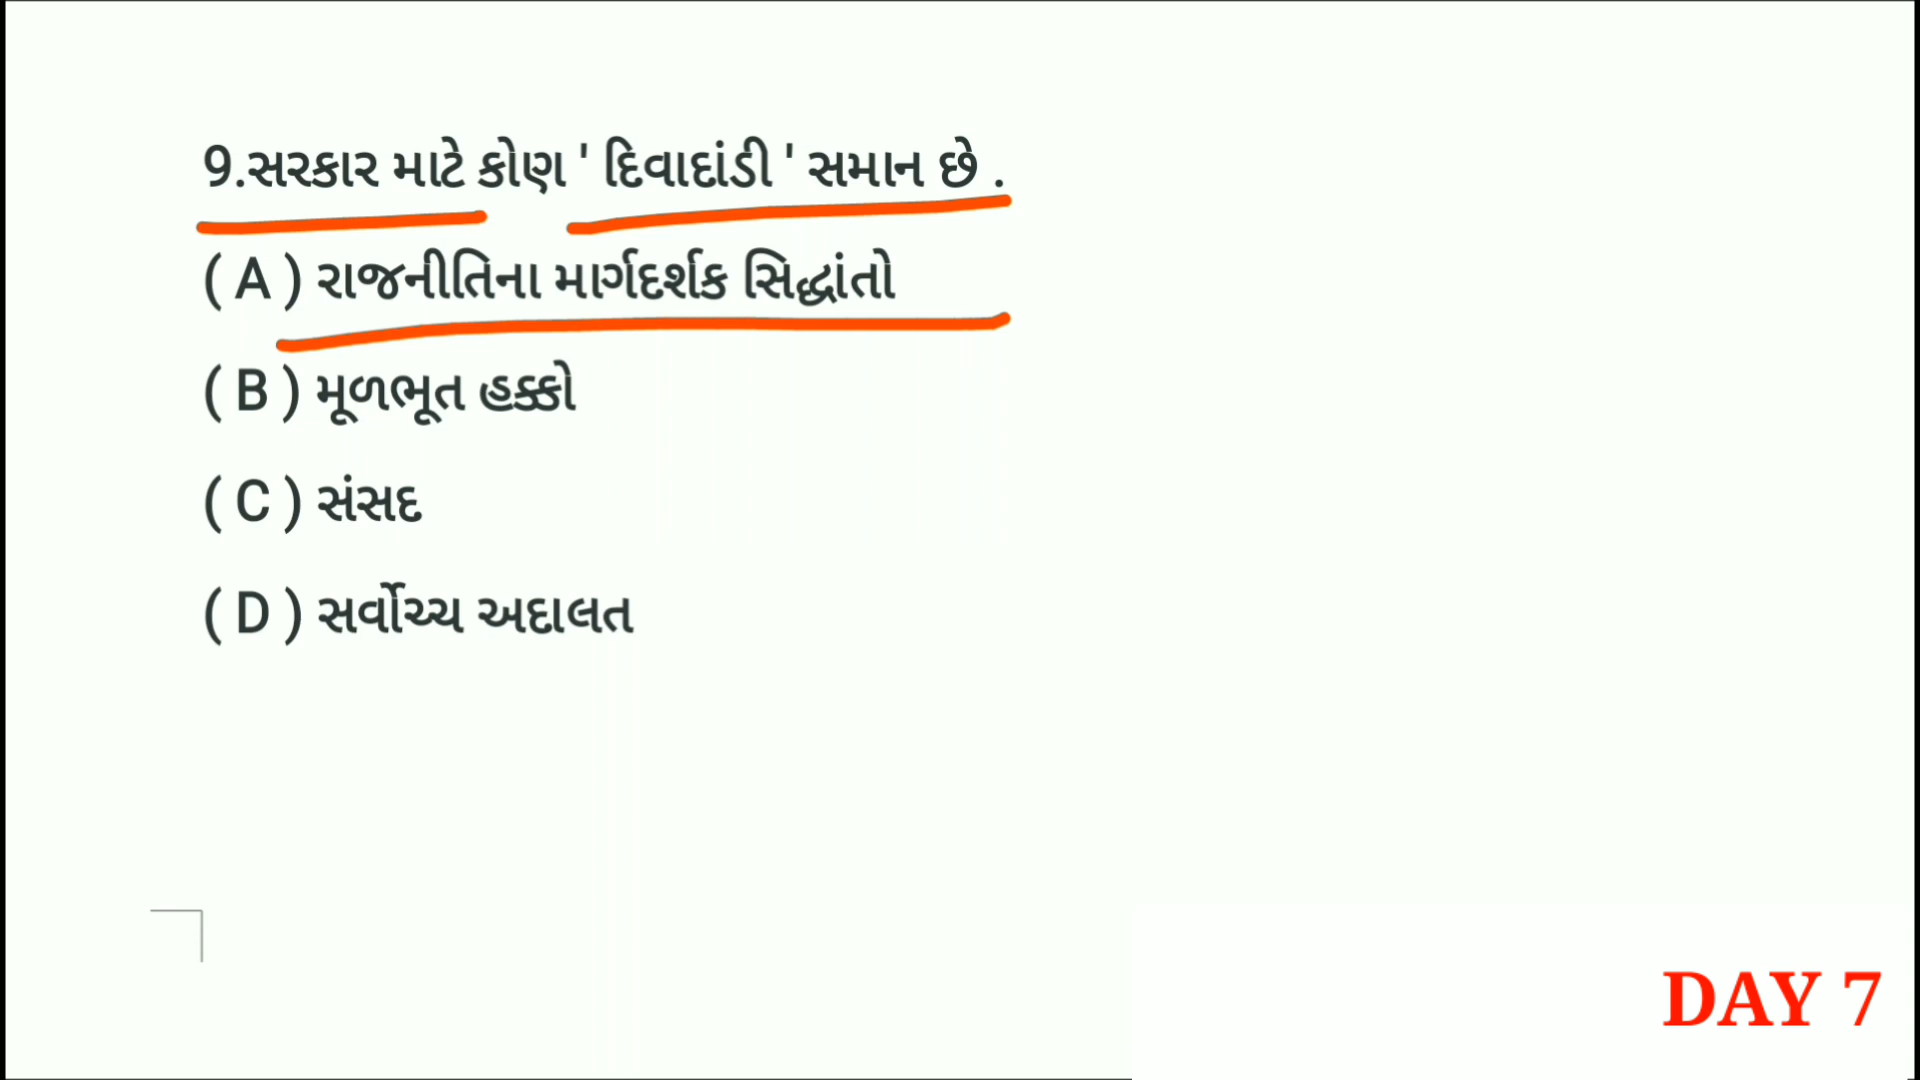 9.સરકાર માટે કોણ ' દિવાદાંડી ' સમાન છે .
( A ) રાજનીતિના માર્ગદર્શક સિદ્ધાંતો
( B ) મૂળભૂત હક્કો
( C ) સંસદ
( D ) સર્વોચ્ચ અદાલત
DAY 7